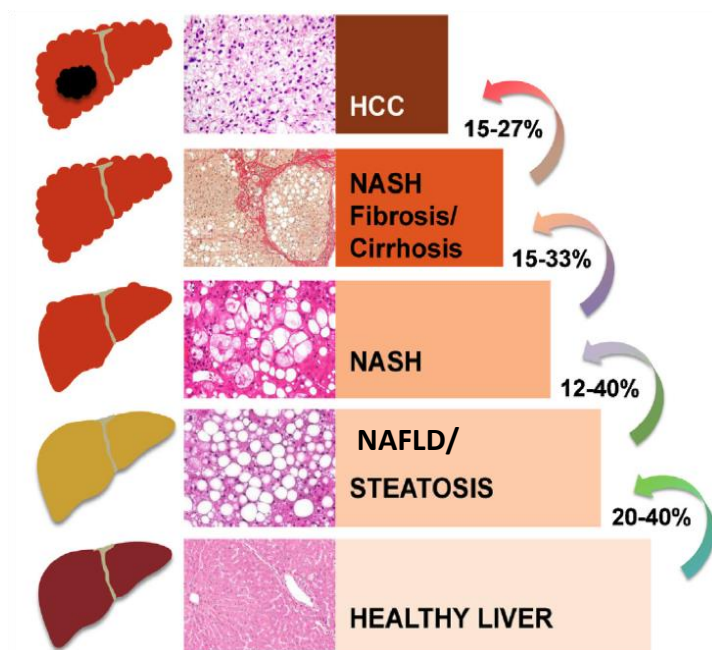 HCC
15-27%
NASH
Fibrosis/
Cirrhosis
15-33%
NASH
12-40%
NAFLD/
STEATOSIS
20-40%
HEALTHY LIVER